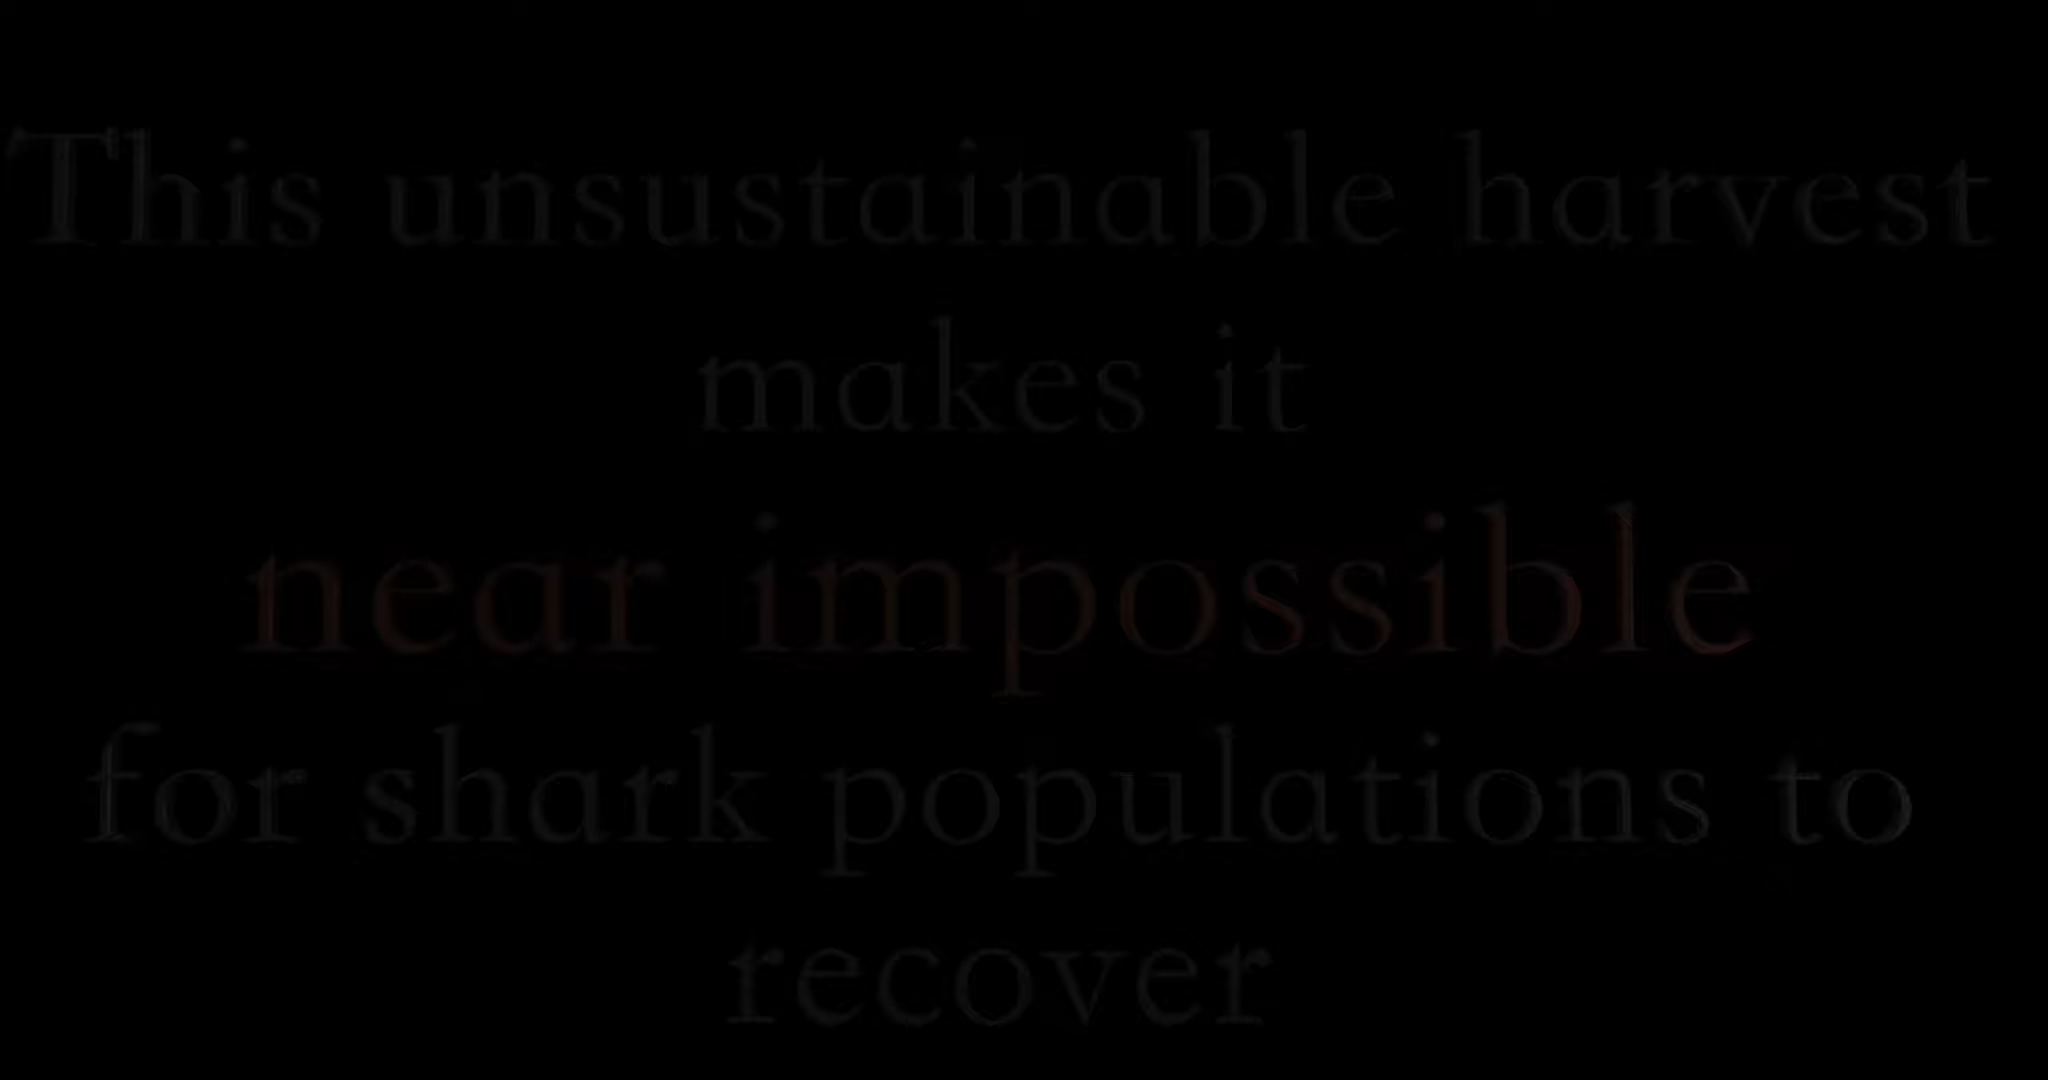 This unsustainable harvest
makes it
near impossible
for shark populations to
recover